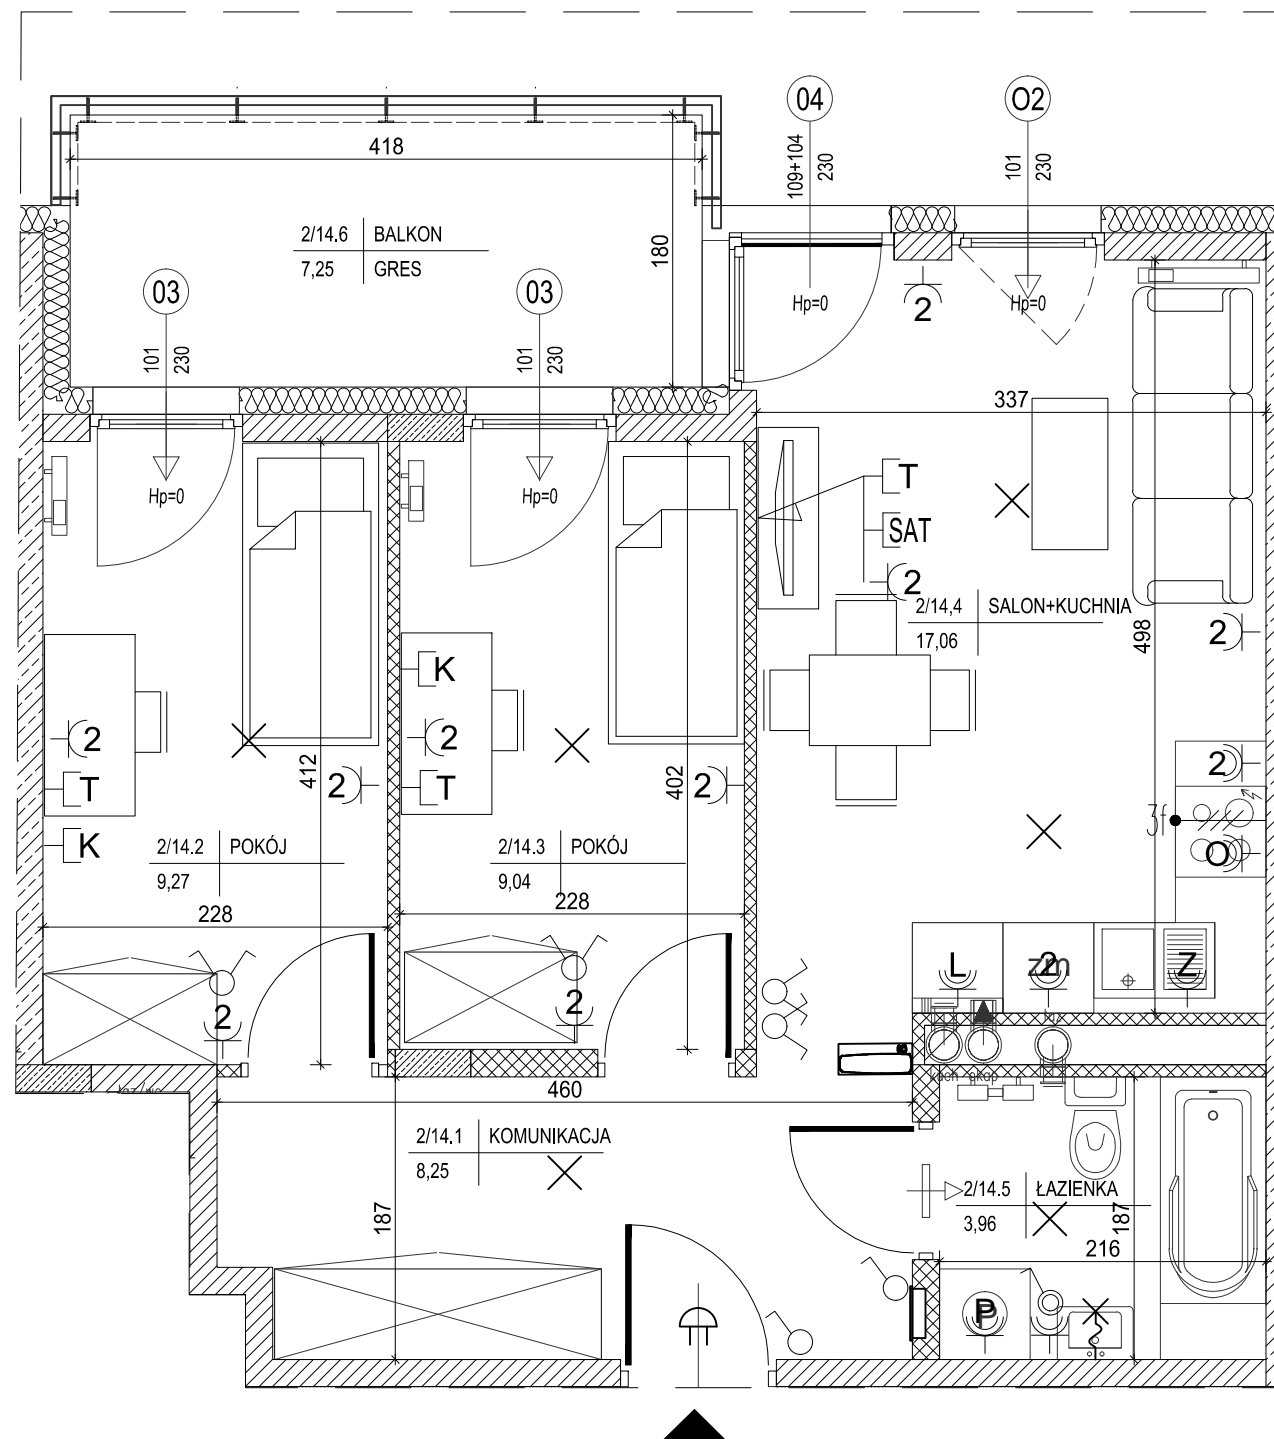 04
O2
109+104
230
101
230
418
180
2/14.6 BALKON
7,25 GRES
03
03
101
230
101
230
Hp=0
Hp=0
Hp=0
Hp=0
2
337
T
SAT
2
2/14,4 SALON+KUCHNIA
17,06
498
2
K
2
T
2
T
K
412
2
402
2
2
3f
O
2/14.2 POKÓJ
9,27
2/14.3 POKÓJ
9,04
228
228
2
2
L
zm
2
Z
okap
460
2/14.1 KOMUNIKACJA
8,25
187
2/14.5 ŁAZIENKA
3,96
187
216
P